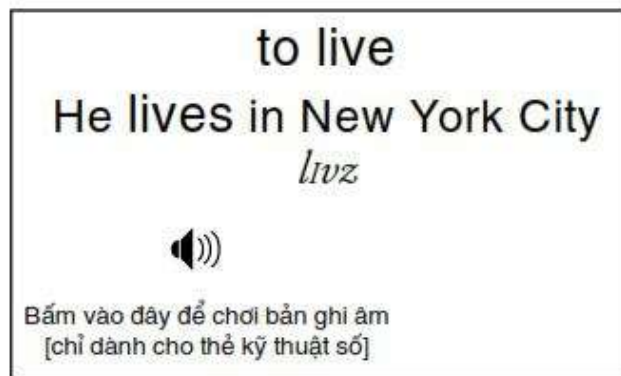 to live
He lives in New York City
lɪvz
Bấm vào đây để chơi bản ghi âm
[chỉ dành cho thẻ kỹ thuật số]